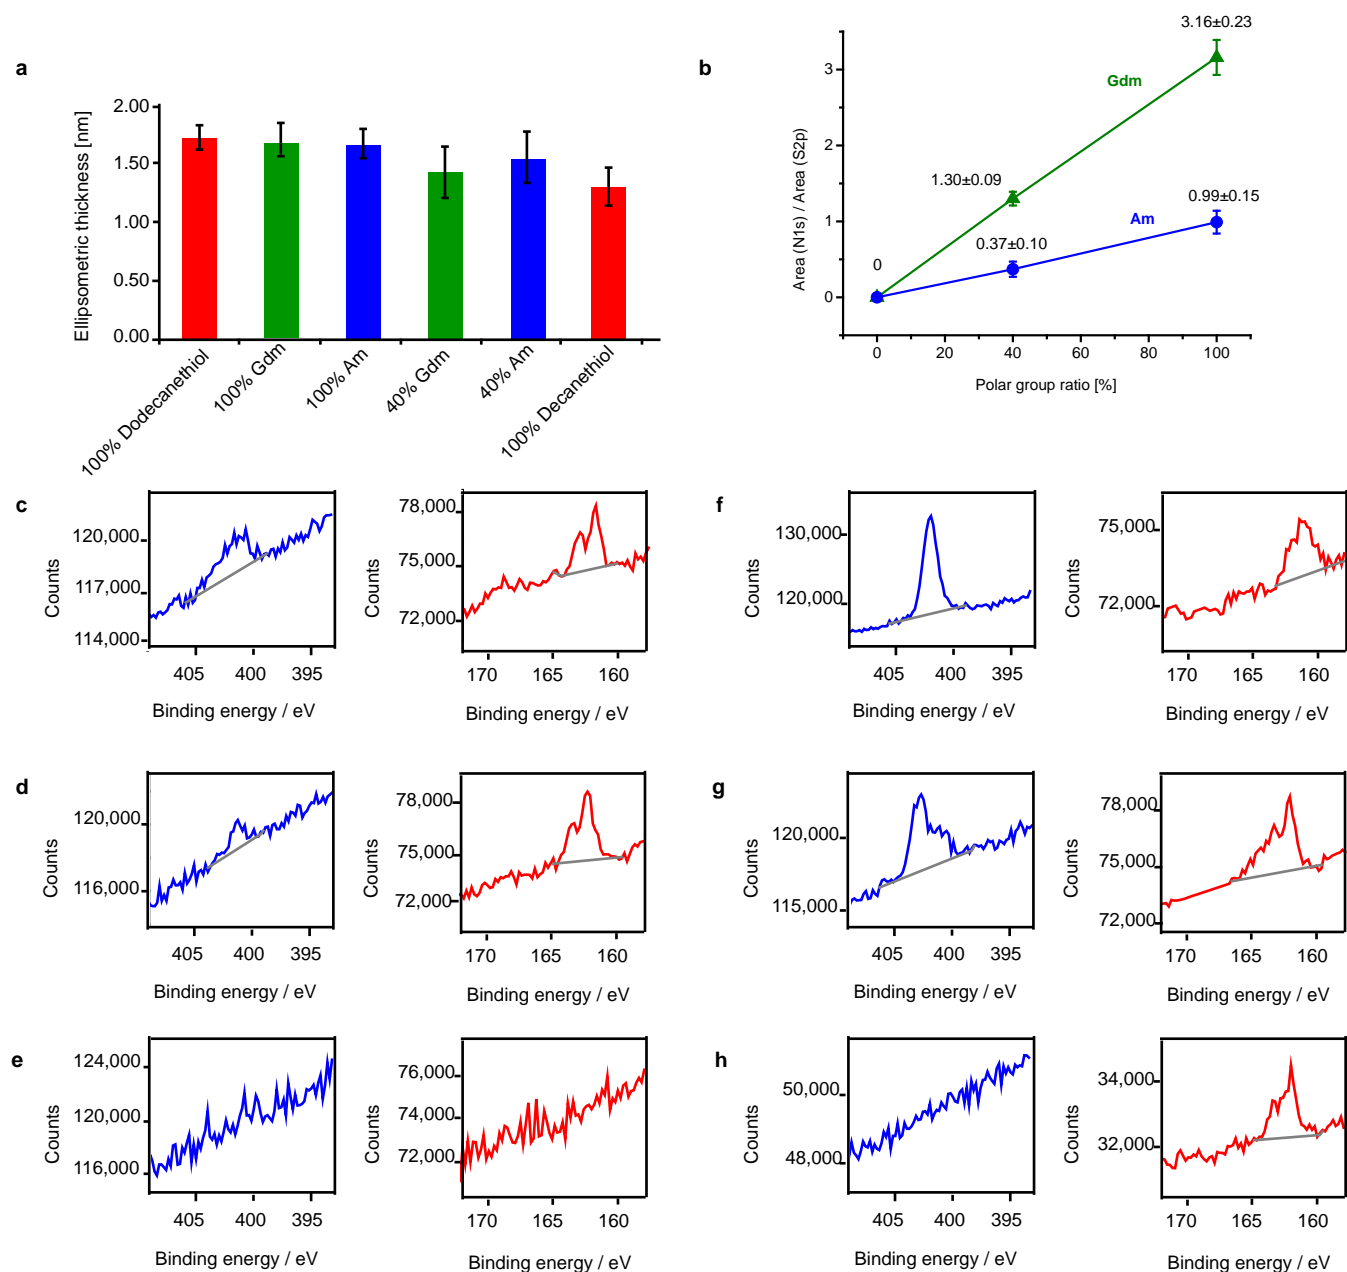 a
Ellipsometric thickness [nm]
2.00
1.50
1.00
0.50
0.00
100% Dodecanethiol
100% Gdm
100% Am
40% Gdm
40% Am
100% Decanethiol
b
Area (N1s) / Area (S2p)
3
2
1
0
3.16±0.23
Gdm
1.30±0.09
0.99±0.15
Am
0.37±0.10
0
0 20 40 60 80 100
Polar group ratio [%]
c
Counts
120,000
117,000
114,000
405 400 395
Binding energy / eV
Counts
78,000
75,000
72,000
170 165 160
Binding energy / eV
f
Counts
130,000
120,000
405 400 395
Binding energy / eV
Counts
75,000
72,000
170 165 160
Binding energy / eV
d
Counts
120,000
116,000
405 400 395
Binding energy / eV
Counts
78,000
75,000
72,000
170 165 160
Binding energy / eV
g
Counts
120,000
115,000
405 400 395
Binding energy / eV
Counts
78,000
75,000
72,000
170 165 160
Binding energy / eV
e
Counts
124,000
120,000
116,000
405 400 395
Binding energy / eV
Counts
76,000
74,000
72,000
170 165 160
Binding energy / eV
h
Counts
50,000
48,000
405 400 395
Binding energy / eV
Counts
34,000
32,000
170 165 160
Binding energy / eV